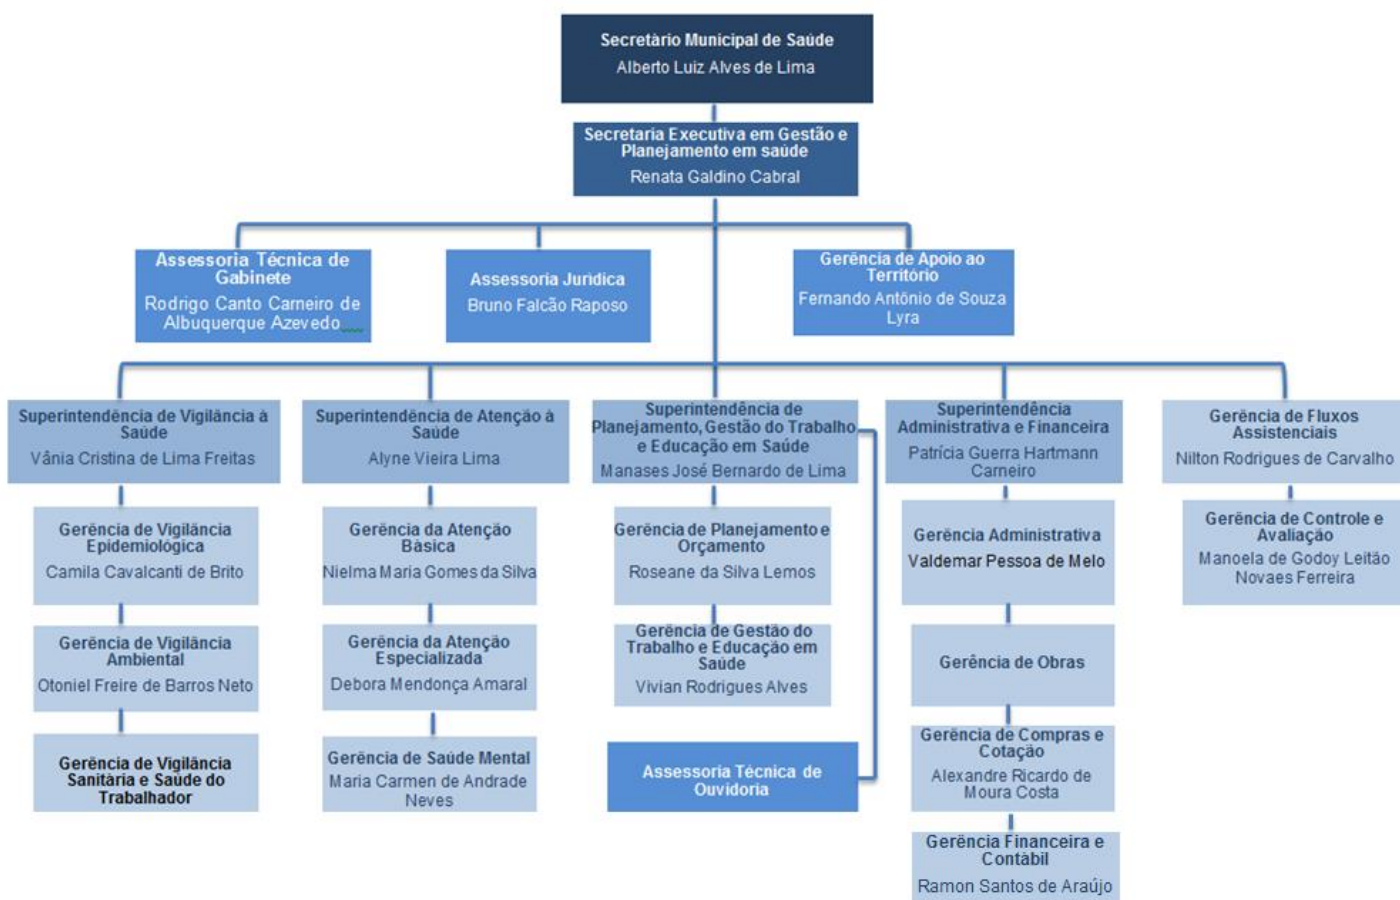 Secretàrio Municipal de Saúde
Alberto Luiz Alves de Lima
Secretaria Executiva em Gestão e
Planejamento em saúde
Renata Galdino Cabral
Assessoria Técnica de
Gabinete
Rodrigo Canto Carneiro de
Albuquerque Azevedo
Assessoria Jurìdica
Bruno Falcão Raposo
Gerência de Apoio ao
Território
Fernando Antônio de Souza
Lyra
Superintendência de Vigilância à
Saúde
Vânia Cristina de Lima Freitas
Superintendência de Atenção à
Saúde
Alyne Vieira Lima
Superintendência de
Planejamento, Gestão do Trabalho
e Educação em Saúde
Manases José Bernardo de Lima
Superintendência
Administrativa e Financeira
Patrícia Guerra Hartmann
Carneiro
Gerência de Fluxos
Assistenciais
Nilton Rodrigues de Carvalho
Gerência de Vigilância
Epidemiològica
Camila Cavalcanti de Brito
Gerência da Atenção
Bàsica
Nielma Maria Gomes da Silva
Gerência de Planejamento e
Orçamento
Roseane da Silva Lemos
Gerência Administrativa
Valdemar Pessoa de Melo
Gerência de Controle e
Avaliação
Manoela de Godoy Leitão
Novaes Ferreira
Gerência de Vigilância
Ambiental
Otoniel Freire de Barros Neto
Gerência da Atenção
Especializada
Debora Mendonça Amaral
Gerência de Gestão do
Trabalho e Educação em
Saúde
Vivian Rodrigues Alves
Gerência de Obras
Gerência de Vigilância
Sanitària e Saúde do
Trabalhador
Gerência de Saúde Mental
Maria Carmen de Andrade
Neves
Assessoria Técnica de
Ouvidoria
Gerência de Compras e
Cotação
Alexandre Ricardo de
Moura Costa
Gerência Financeira e
Contàbil
Ramon Santos de Araújo